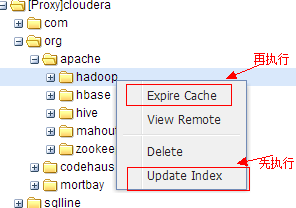 [Proxy]cloudera
com
org
apache
hadoop
再执行
hbase
Expire Cache
hive
View Remote
mahou
zookee
Delete
先执行
codehaus
Update Index
mortbay
sqlline